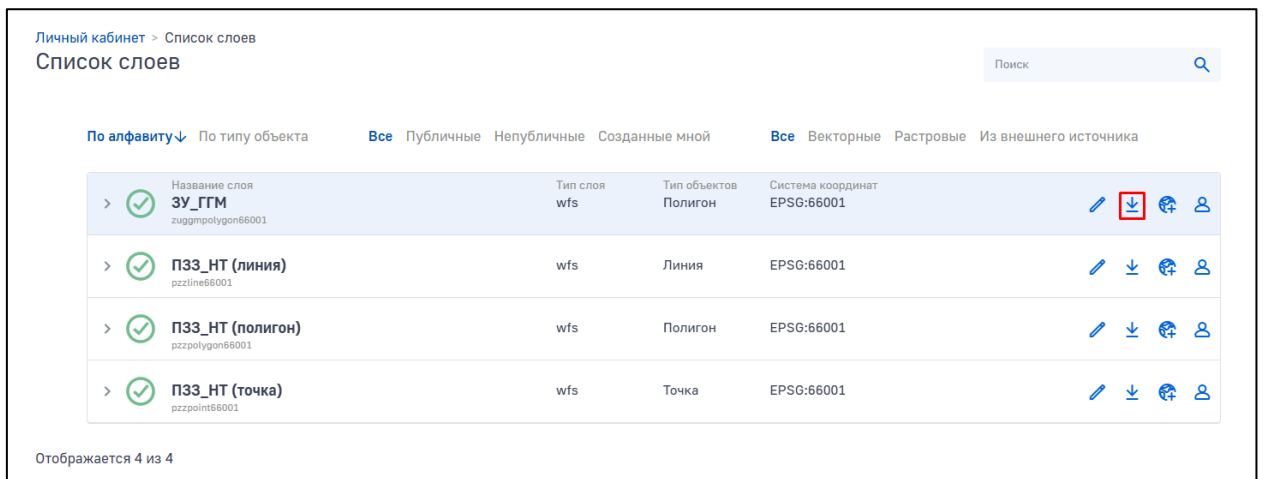 Личный кабинет > Список слоев
Список слоев
Поиск
По алфавиту↓ По типу объекта Все Публичные Непубличные Созданные мной Все Векторные Растровые Из внешнего источника
Название слоя Тип слоя Тип объектов Система координат
ЗУ_ГГМ wfs Полигон EPSG:66001
zuggmpolygon66001
ПЗЗ_НТ (линия) wfs Линия EPSG:66001
pzzline66001
ПЗЗ_НТ (полигон) wfs Полигон EPSG:66001
pzzpolygon66001
ПЗЗ_НТ (точка) wfs Точка EPSG:66001
pzzpoint66001
Отображается 4 из 4